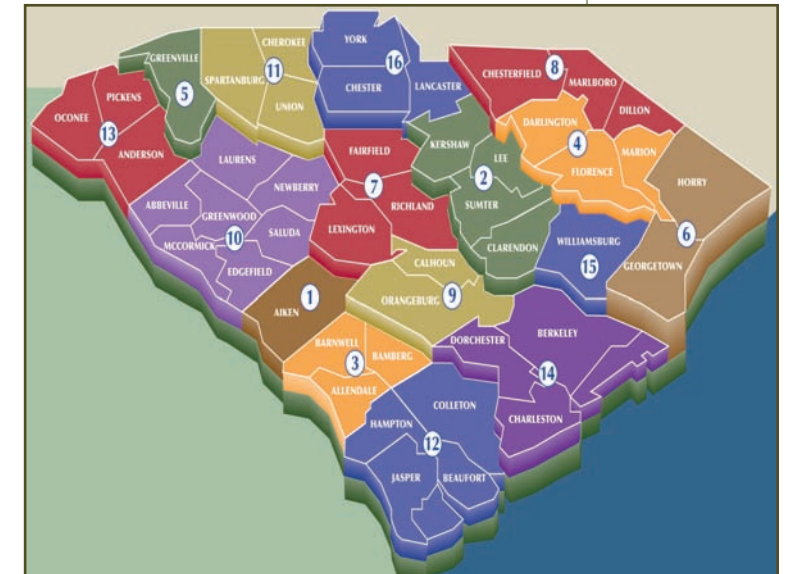 YORK
CHEROKEE
16
GREENVILLE
8
11
CHESTERFIELD
SPARTANBURG
MARLBORO
CHESTER
LANCASTER
PICKENS
5
UNION
DILLON
OCONEE
DARLINGTON
13
KERSHAW
4
FAIRFIELD
LEE
MARION
ANDERSON
LAURENS
FLORENCE
2
7
HORRY
NEWBERRY
ABBEVILLE
RICHLAND
SUMTER
GREENWOOD
LEXINGTON
SALUDA
6
10
MCCORMICK
CLARENDON
WILLIAMSBURG
CALHOUN
15
GEORGETOWN
EDGEFIELD
1
9
ORANGEBURG
AIKEN
BERKELEY
BARNWELL
DORCHESTER
3
BAMBERG
14
ALLENDALE
COLLETON
CHARLESTON
HAMPTON
12
JASPER
BEAUFORT